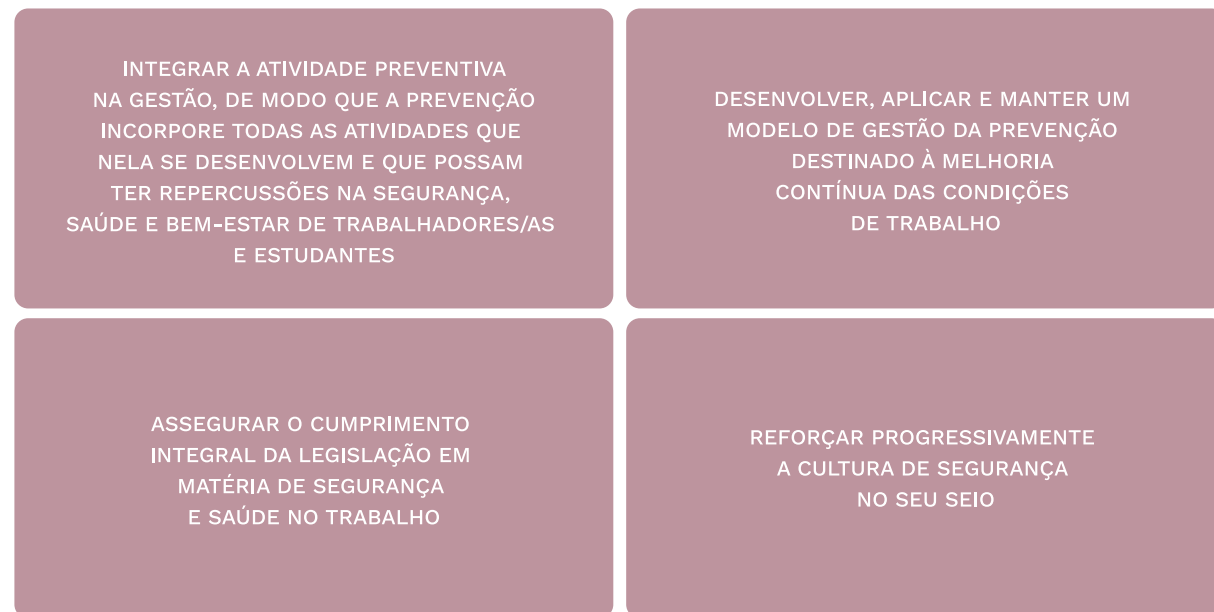 INTEGRAR A ATIVIDADE PREVENTIVA
NA GESTÃO, DE MODO QUE A PREVENÇÃO
INCORPORE TODAS AS ATIVIDADES QUE
NELA SE DESENVOLVEM E QUE POSSAM
TER REPERCUSSÕES NA SEGURANÇA,
SAÚDE E BEM-ESTAR DE TRABALHADORES/AS
E ESTUDANTES
DESENVOLVER, APLICAR E MANTER UM
MODELO DE GESTÃO DA PREVENÇÃO
DESTINADO À MELHORIA
CONTÍNUA DAS CONDIÇÕES
DE TRABALHO
ASSEGURAR O CUMPRIMENTO
INTEGRAL DA LEGISLAÇÃO EM
MATÉRIA DE SEGURANÇA
E SAÚDE NO TRABALHO
REFORÇAR PROGRESSIVAMENTE
A CULTURA DE SEGURANÇA
NO SEU SEIO